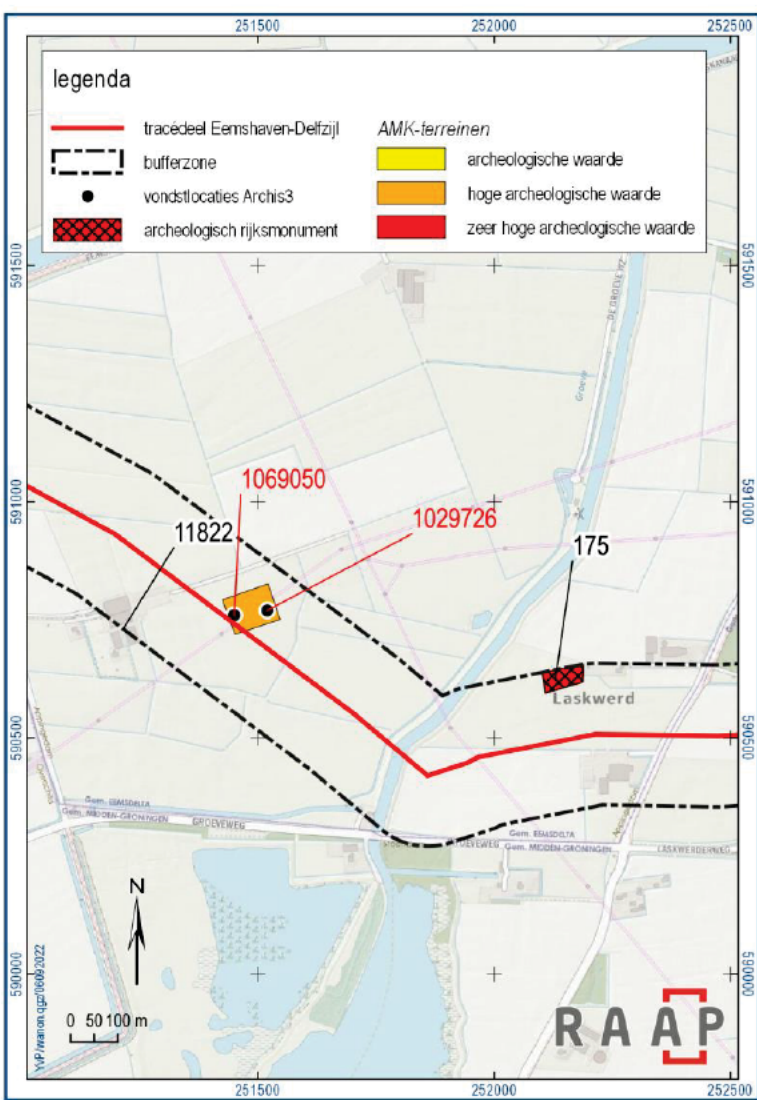 251500 252000 252500
legenda
tracédeel Eemshaven-Delfzijl
bufferzone
vondstlocaties Archis3
archeologisch rijksmonument
AMK-terreinen
archeologische waarde
hoge archeologische waarde
zeer hoge archeologische waarde
591500 591500
DE GROEVE WZ
Groeve
1069050
591000 591000
1029726
11822
175
Laskwerd
590500 590500
Gem. EEMSDELTA
Gem. MIDDEN-GRONINGEN
GROEVEWEG
Gem. EEMSDELTA
Gem. MIDDEN-GRONINGEN
LASKWERDERWEG
N
590000 590000
0 50 100 m
RAAP
251500 252000 252500